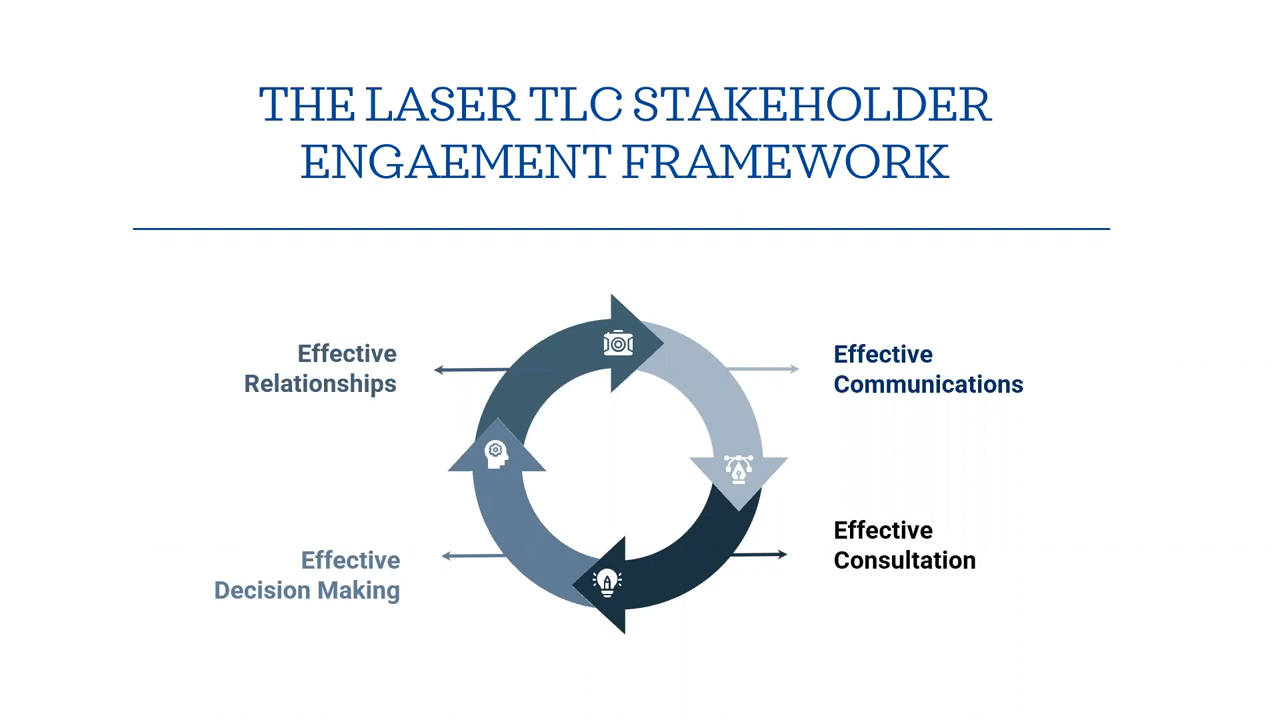 THE LASER TLC STAKEHOLDER
ENGAEMENT FRAMEWORK
Effective
Relationships
Effective
Communications
Effective
Decision Making
Effective
Consultation